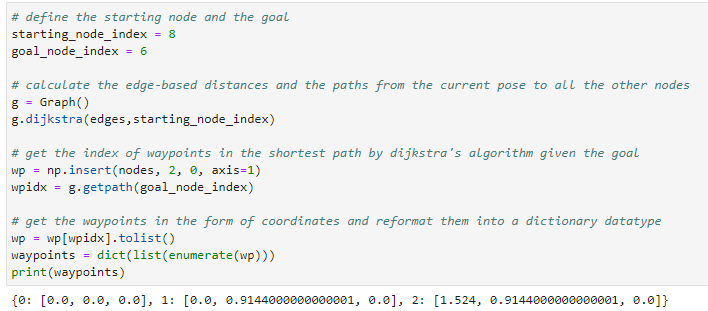 # define the starting node and the goal
starting_node_index = 8
goal_node_index = 6
# calculate the edge-based distances and the paths from the current pose to all the other nodes
g = Graph()
g.dijkstra(edges,starting_node_index)
# get the index of waypoints in the shortest path by dijkstra's algorithm given the goal
wp = np.insert(nodes, 2, 0, axis=1)
wpidx = g.getpath(goal_node_index)
# get the waypoints in the form of coordinates and reformat them into a dictionary datatype
wp = wp[wpidx].tolist()
waypoints = dict(list(enumerate(wp)))
print(waypoints)
{0: [0.0, 0.0, 0.0], 1: [0.0, 0.9144000000000001, 0.0], 2: [1.524, 0.9144000000000001, 0.0]}